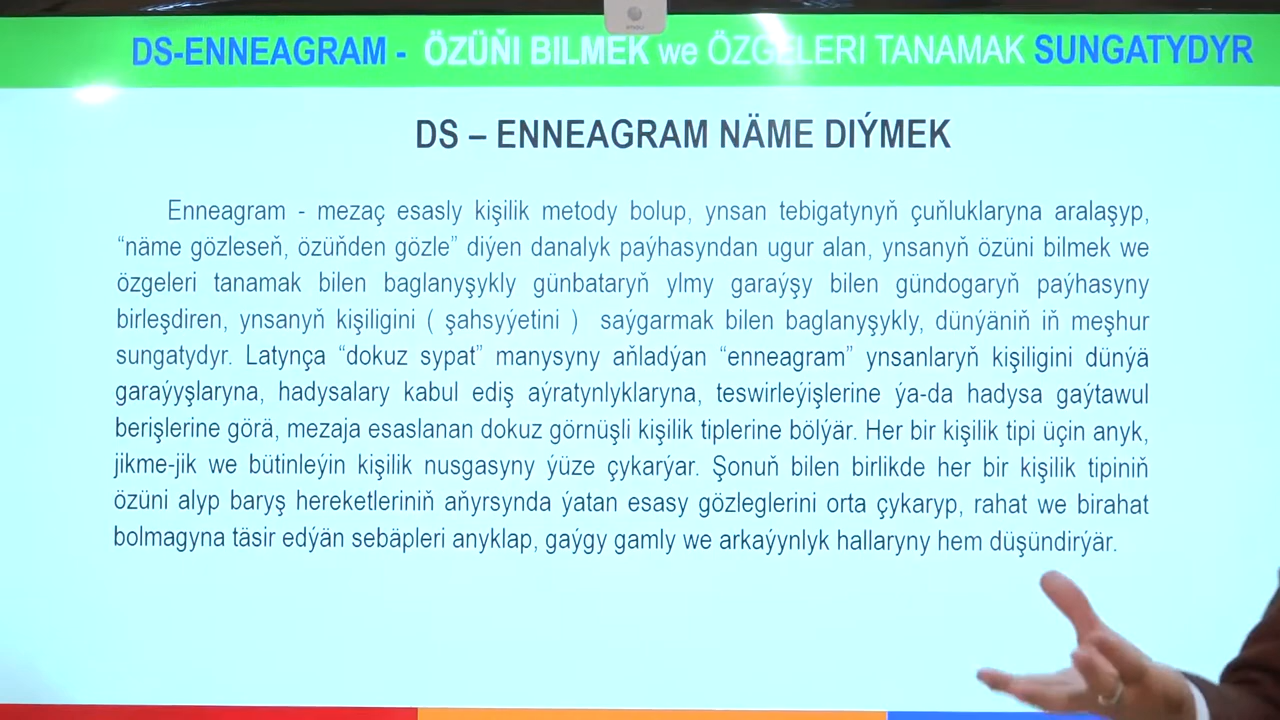 DS-ENNEAGRAM - ÖZÜŇI BILMEK we ÖZGELERI TANAMAK SUNGATYDYR
DS – ENNEAGRAM NÄME DIÝMEK
Enneagram - mezaç esasly kişilik metody bolup, ynsan tebigatynyň çuňluklaryna aralaşyp,
“näme gözleseň, özüňden gözle” diýen danalyk paýhasyndan ugur alan, ynsanyň özüni bilmek we
özgeleri tanamak bilen baglanyşykly günbataryň ylmy garaýşy bilen gündogaryň paýhasyny
birleşdiren, ynsanyň kişiligini ( şahsyýetini ) saýgarmak bilen baglanyşykly, dünýäniň iň meşhur
sungatydyr. Latynça “dokuz sypat” manysyny aňladýan “enneagram” ynsanlaryň kişiligini dünýä
garaýyşlaryna, hadysalary kabul ediş aýratynlyklaryna, teswirleýişlerine ýa-da hadysa gaýtawul
berişlerine görä, mezaja esaslanan dokuz görnüşli kişilik tiplerine bölýär. Her bir kişilik tipi üçin anyk,
jikme-jik we bütinleýin kişilik nusgasyny ýüze çykarýar. Şonuň bilen birlikde her bir kişilik tipiniň
özüni alyp baryş hereketleriniň aňyrsynda ýatan esasy gözleglerini orta çykaryp, rahat we birahat
bolmagyna täsir edýän sebäpleri anyklap, gaýgy gamly we arkaýynlyk hallaryny hem düşündirýär.